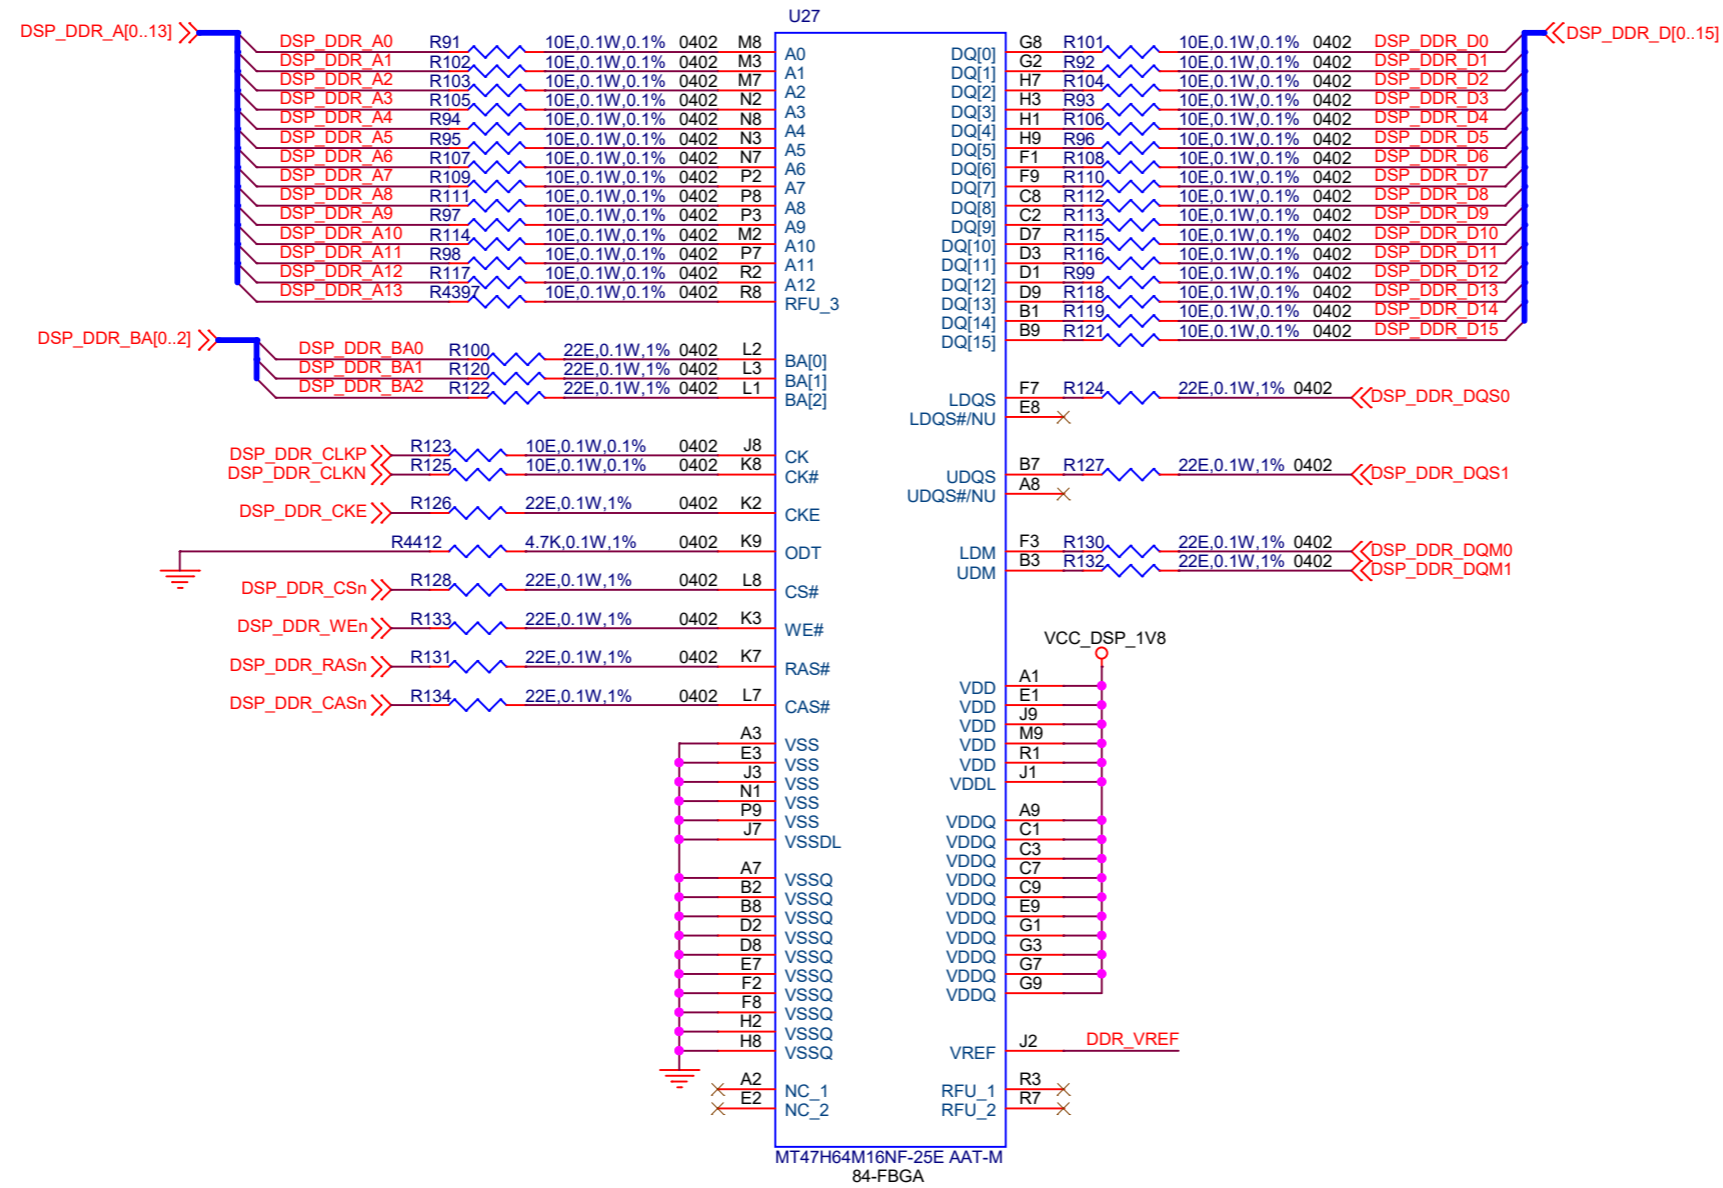 U27
DSP_DDR_A[0..13]
DSP_DDR_D[0..15]
DSP_DDR_A0 R91 10E,0.1W,0.1% 0402 M8 A0
DSP_DDR_A1 R102 10E,0.1W,0.1% 0402 M3 A1
DSP_DDR_A2 R103 10E,0.1W,0.1% 0402 M7 A2
DSP_DDR_A3 R105 10E,0.1W,0.1% 0402 N2 A3
DSP_DDR_A4 R94 10E,0.1W,0.1% 0402 N8 A4
DSP_DDR_A5 R95 10E,0.1W,0.1% 0402 N3 A5
DSP_DDR_A6 R107 10E,0.1W,0.1% 0402 N7 A6
DSP_DDR_A7 R109 10E,0.1W,0.1% 0402 P2 A7
DSP_DDR_A8 R111 10E,0.1W,0.1% 0402 P8 A8
DSP_DDR_A9 R97 10E,0.1W,0.1% 0402 P3 A9
DSP_DDR_A10 R114 10E,0.1W,0.1% 0402 M2 A10
DSP_DDR_A11 R98 10E,0.1W,0.1% 0402 P7 A11
DSP_DDR_A12 R117 10E,0.1W,0.1% 0402 R2 A12
DSP_DDR_A13 R4397 10E,0.1W,0.1% 0402 R8 RFU_3
DSP_DDR_BA[0..2]
DSP_DDR_BA0 R100 22E,0.1W,1% 0402 L2 BA[0]
DSP_DDR_BA1 R120 22E,0.1W,1% 0402 L3 BA[1]
DSP_DDR_BA2 R122 22E,0.1W,1% 0402 L1 BA[2]
DSP_DDR_CLKP R123 10E,0.1W,0.1% 0402 J8 CK
DSP_DDR_CLKN R125 10E,0.1W,0.1% 0402 K8 CK#
DSP_DDR_CKE R126 22E,0.1W,1% 0402 K2 CKE
R4412 4.7K,0.1W,1% 0402 K9 ODT
DSP_DDR_CSn R128 22E,0.1W,1% 0402 L8 CS#
DSP_DDR_WEn R133 22E,0.1W,1% 0402 K3 WE#
DSP_DDR_RASn R131 22E,0.1W,1% 0402 K7 RAS#
DSP_DDR_CASn R134 22E,0.1W,1% 0402 L7 CAS#
A3 VSS
E3 VSS
J3 VSS
N1 VSS
P9 VSS
J7 VSSDL
A7 VSSQ
B2 VSSQ
B8 VSSQ
D2 VSSQ
D8 VSSQ
E7 VSSQ
F2 VSSQ
F8 VSSQ
H2 VSSQ
H8 VSSQ
A2 NC_1
E2 NC_2
DQ[0] G8 R101 10E,0.1W,0.1% 0402 DSP_DDR_D0
DQ[1] G2 R92 10E,0.1W,0.1% 0402 DSP_DDR_D1
DQ[2] H7 R104 10E,0.1W,0.1% 0402 DSP_DDR_D2
DQ[3] H3 R93 10E,0.1W,0.1% 0402 DSP_DDR_D3
DQ[4] H1 R106 10E,0.1W,0.1% 0402 DSP_DDR_D4
DQ[5] H9 R96 10E,0.1W,0.1% 0402 DSP_DDR_D5
DQ[6] F1 R108 10E,0.1W,0.1% 0402 DSP_DDR_D6
DQ[7] F9 R110 10E,0.1W,0.1% 0402 DSP_DDR_D7
DQ[8] C8 R112 10E,0.1W,0.1% 0402 DSP_DDR_D8
DQ[9] C2 R113 10E,0.1W,0.1% 0402 DSP_DDR_D9
DQ[10] D7 R115 10E,0.1W,0.1% 0402 DSP_DDR_D10
DQ[11] D3 R116 10E,0.1W,0.1% 0402 DSP_DDR_D11
DQ[12] D1 R99 10E,0.1W,0.1% 0402 DSP_DDR_D12
DQ[13] D9 R118 10E,0.1W,0.1% 0402 DSP_DDR_D13
DQ[14] B1 R119 10E,0.1W,0.1% 0402 DSP_DDR_D14
DQ[15] B9 R121 10E,0.1W,0.1% 0402 DSP_DDR_D15
LDQS F7 R124 22E,0.1W,1% 0402 DSP_DDR_DQS0
LDQS#/NU E8
UDQS B7 R127 22E,0.1W,1% 0402 DSP_DDR_DQS1
UDQS#/NU A8
LDM F3 R130 22E,0.1W,1% 0402 DSP_DDR_DQM0
UDM B3 R132 22E,0.1W,1% 0402 DSP_DDR_DQM1
VCC_DSP_1V8
VDD A1
VDD E1
VDD J9
VDD M9
VDD R1
VDDL J1
VDDQ A9
VDDQ C1
VDDQ C3
VDDQ C7
VDDQ C9
VDDQ E9
VDDQ G1
VDDQ G3
VDDQ G7
VDDQ G9
VREF J2 DDR_VREF
RFU_1 R3
RFU_2 R7
MT47H64M16NF-25E AAT-M
84-FBGA